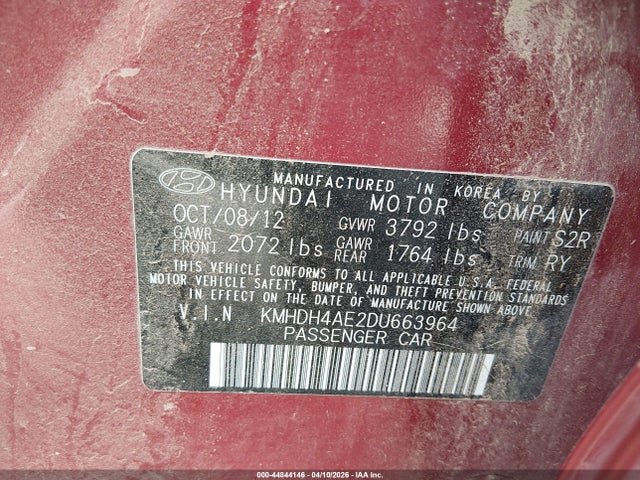 MANUFACTURED IN KOREA BY
HYUNDAI MOTOR COMPANY
OCT/08/12 GVWR 3792 lbs PAINT S2R
GAWR FRONT 2072 lbs GAWR REAR 1764 lbs TRIM RY
THIS VEHICLE CONFORMS TO ALL APPLICABLE U.S.A. FEDERAL
MOTOR VEHICLE SAFETY, BUMPER, AND THEFT PREVENTION STANDARDS
IN EFFECT ON THE DATE OF MANUFACTURE SHOWN ABOVE.
V.I.N KMHDH4AE2DU663964
PASSENGER CAR
000-44844146 - 04/10/2026 - IAA Inc.